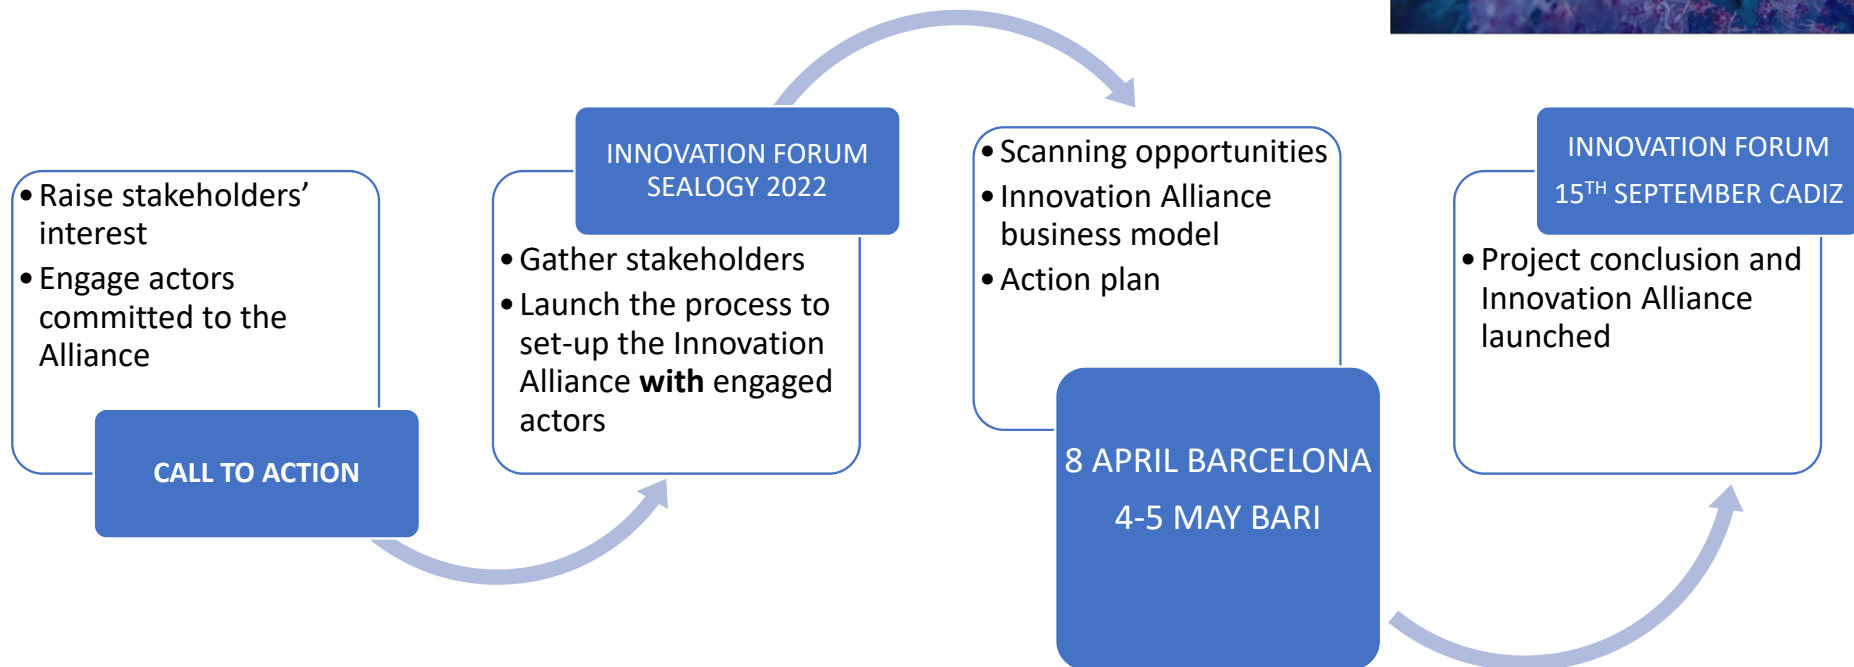 • Raise stakeholders’
interest
• Engage actors
committed to the
Alliance
CALL TO ACTION
INNOVATION FORUM
SEALOGY 2022
• Gather stakeholders
• Launch the process to
set-up the Innovation
Alliance with engaged
actors
• Scanning opportunities
• Innovation Alliance
business model
• Action plan
8 APRIL BARCELONA
4-5 MAY BARI
INNOVATION FORUM
15TH SEPTEMBER CADIZ
• Project conclusion and
Innovation Alliance
launched